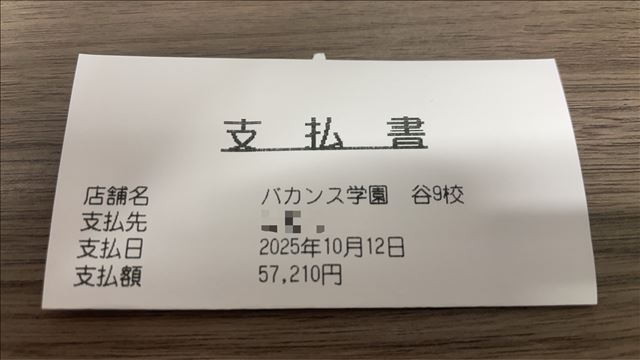 支払書
店舗名 バカンス学園 谷9校
支払先
支払日 2025年10月12日
支払額 57,210円